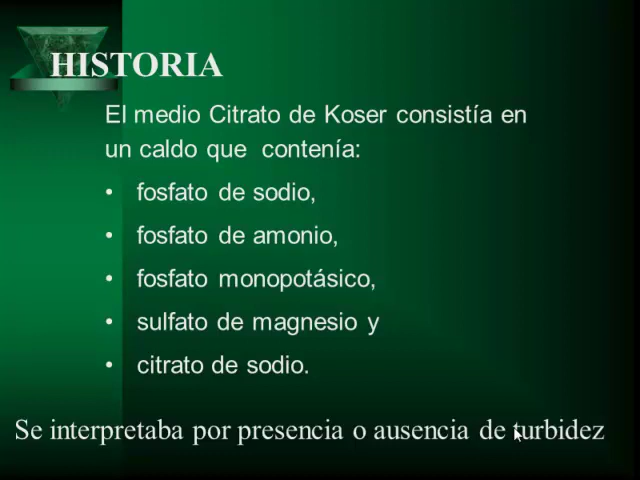 HISTORIA
El medio Citrato de Koser consistía en
un caldo que contenía:
• fosfato de sodio,
• fosfato de amonio,
• fosfato monopotásico,
• sulfato de magnesio y
• citrato de sodio.
Se interpretaba por presencia o ausencia de turbidez